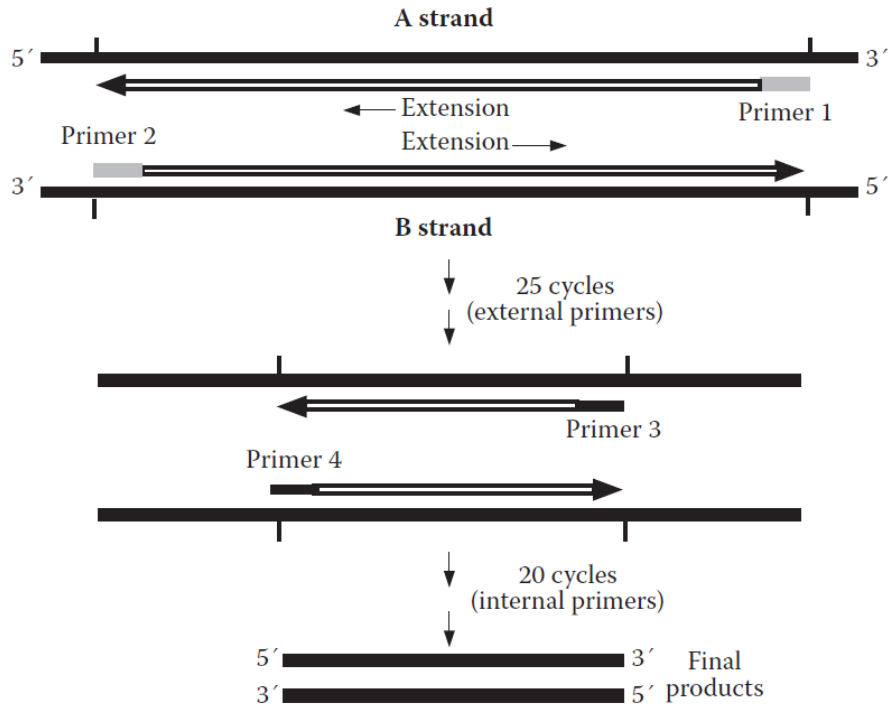 A strand
5′ 3′
Extension
Primer 1
Primer 2
Extension
3′ 5′
B strand
25 cycles
(external primers)
Primer 3
Primer 4
20 cycles
(internal primers)
5′ 3′
Final
products
3′ 5′